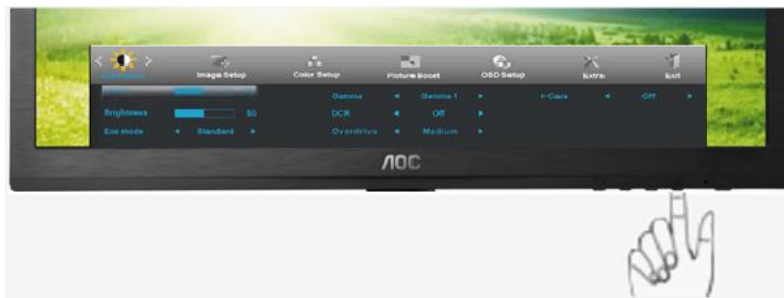 Image Setup
Color Setup
Picture Boost
OSD Setup
Extra
Exit
Gamma Gamma 1
i-Care Off
Brightness 50
DCR Off
Eco mode Standard
Overdrive Medium
AOC